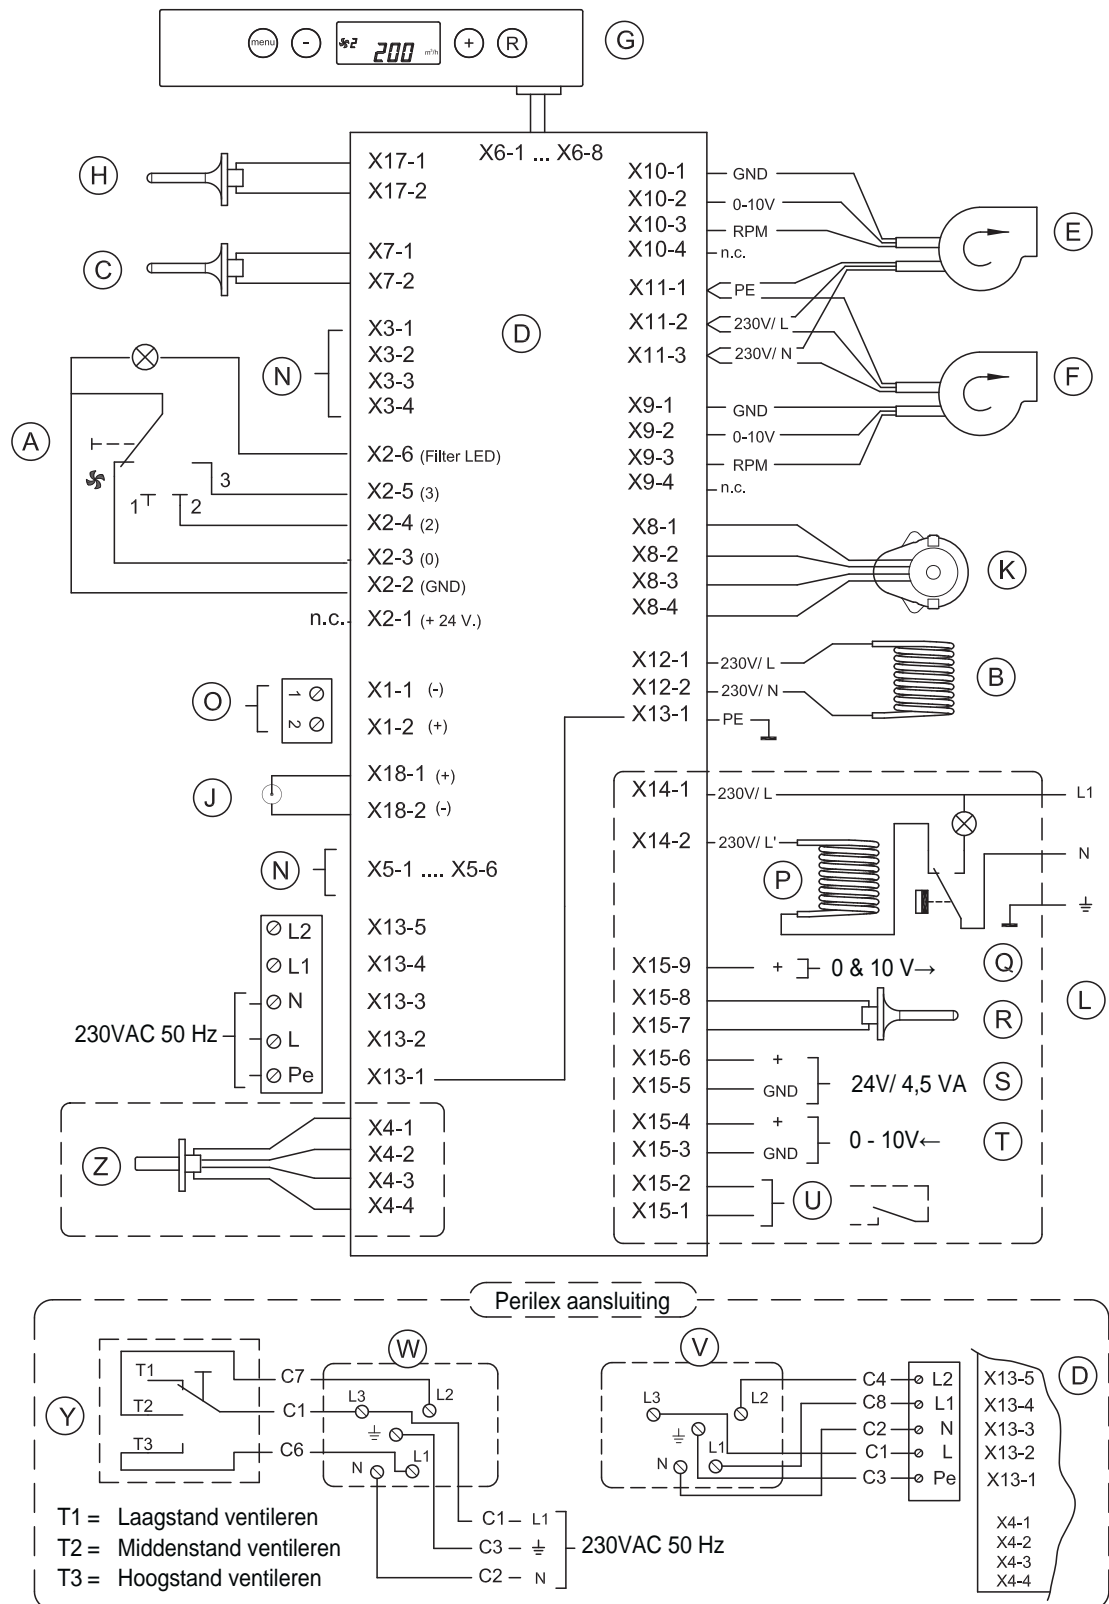 menu - 2 200 m³/h + R G
X6-1 ... X6-8
H X17-1
X17-2
C X7-1
X7-2
N X3-1
X3-2
X3-3
X3-4
A X2-6 (Filter LED)
3 X2-5 (3)
1 2 X2-4 (2)
X2-3 (0)
X2-2 (GND)
n.c. X2-1 (+ 24 V.)
O 1 X1-1 (-)
2 X1-2 (+)
J X18-1 (+)
X18-2 (-)
N X5-1 .... X5-6
L2 X13-5
L1 X13-4
N X13-3
230VAC 50 Hz L X13-2
Pe X13-1
Z X4-1
X4-2
X4-3
X4-4
D
X10-1 GND
X10-2 0-10V
X10-3 RPM
X10-4 n.c.
E
X11-1 PE
X11-2 230V/ L
X11-3 230V/ N
F
X9-1 GND
X9-2 0-10V
X9-3 RPM
X9-4 n.c.
X8-1
X8-2
X8-3
X8-4
K
X12-1 230V/ L
X12-2 230V/ N
B
X13-1 PE
X14-1 230V/ L L1
X14-2 230V/ L' N
P
X15-9 + 0 & 10 V→ Q
X15-8
X15-7
R
L
X15-6 +
X15-5 GND
24V/ 4,5 VA S
X15-4 +
X15-3 GND
0 - 10V← T
X15-2
X15-1
U
Perilex aansluiting
Y
T1
T2
T3
C7
C1
C6
W
L3 L2
N L1
T1 = Laagstand ventileren
T2 = Middenstand ventileren
T3 = Hoogstand ventileren
C1 L1
C3
C2 N
230VAC 50 Hz
V
L3 L2
N L1
C4 L2 X13-5
C8 L1 X13-4
C2 N X13-3
C1 L X13-2
C3 Pe X13-1
D
X4-1
X4-2
X4-3
X4-4